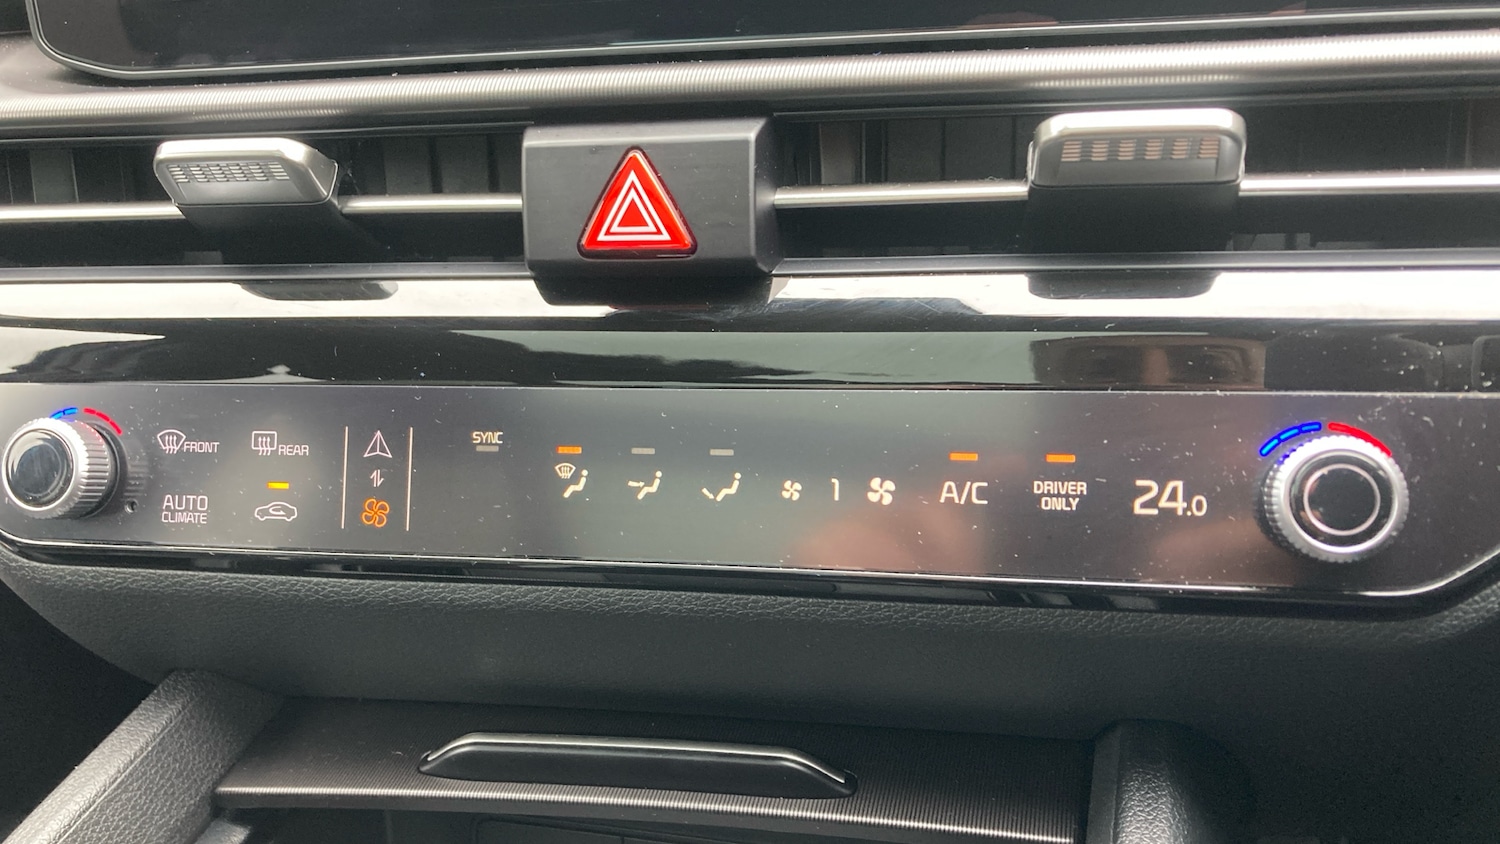 FRONT
REAR
SYNC
AUTO
CLIMATE
1
A/C
DRIVER
ONLY
24.0